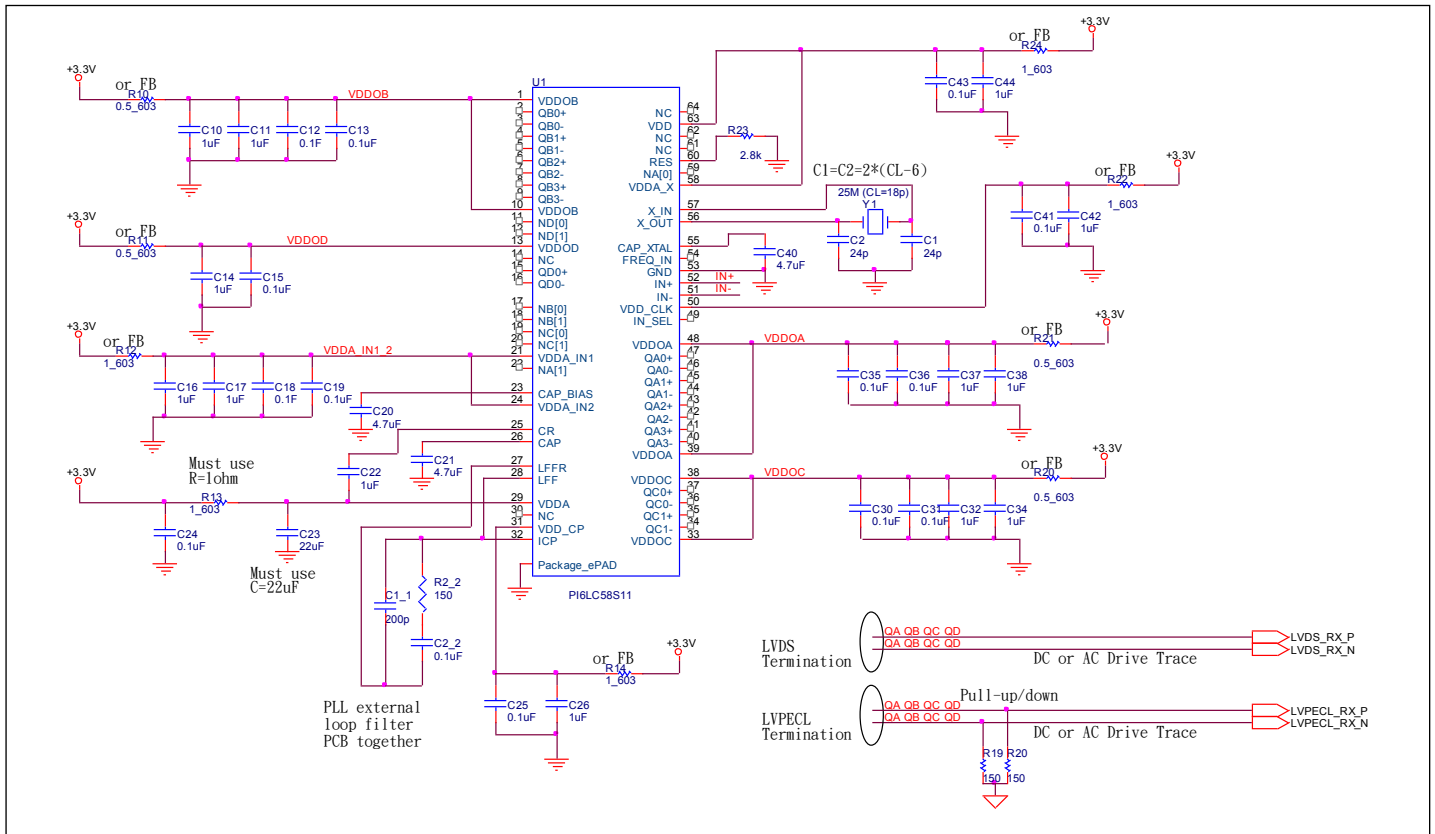 +3.3V
or FB
R10
0.5_603
VDDOB
C10
1uF
C11
1uF
C12
0.1F
C13
0.1uF
+3.3V
or FB
R11
0.5_603
VDDOD
C14
1uF
C15
0.1uF
+3.3V
or FB
R12
1_603
VDDA_IN1_2
C16
1uF
C17
1uF
C18
0.1F
C19
0.1uF
C20
4.7uF
C21
4.7uF
C22
1uF
+3.3V
Must use
R=1ohm
R13
1_603
C24
0.1uF
C23
22uF
Must use
C=22uF
C1_1
200p
R2_2
150
C2_2
0.1uF
PLL external
loop filter
PCB together
C25
0.1uF
C26
1uF
or FB
R14
1_603
+3.3V
U1
1 VDDOB
2 QB0+
3 QB0-
4 QB1+
5 QB1-
6 QB2+
7 QB2-
8 QB3+
9 QB3-
10 VDDOB
11 ND[0]
12 ND[1]
13 VDDOD
14 NC
15 QD0+
16 QD0-
17 NB[0]
18 NB[1]
19 NC[0]
20 NC[1]
21 VDDA_IN1
22 NA[1]
23 CAP_BIAS
24 VDDA_IN2
25 CR
26 CAP
27 LFFR
28 LFF
29 VDDA
30 NC
31 VDD_CP
32 ICP
Package_ePAD
PI6LC58S11
NC 64
VDD 63
NC 62
NC 61
RES 60
NA[0] 59
VDDA_X 58
X_IN 57
X_OUT 56
CAP_XTAL 55
FREQ_IN 54
GND 53
IN+ 52
IN- 51
VDD_CLK 50
IN_SEL 49
VDDOA 48
QA0+ 47
QA0- 46
QA1+ 45
QA1- 44
QA2+ 43
QA2- 42
QA3+ 41
QA3- 40
VDDOA 39
VDDOC 38
QC0+ 37
QC0- 36
QC1+ 35
QC1- 34
VDDOC 33
R23
2.8k
C1=C2=2*(CL-6)
25M (CL=18p)
Y1
C2
24p
C1
24p
C40
4.7uF
IN+
IN-
+3.3V
or FB
R24
1_603
C43
0.1uF
C44
1uF
+3.3V
or FB
R22
1_603
C41
0.1uF
C42
1uF
+3.3V
or FB
R21
0.5_603
VDDOA
C35
0.1uF
C36
0.1uF
C37
1uF
C38
1uF
+3.3V
or FB
R20
0.5_603
VDDOC
C30
0.1uF
C31
0.1uF
C32
1uF
C34
1uF
LVDS
Termination
QA QB QC QD
QA QB QC QD
DC or AC Drive Trace
LVDS_RX_P
LVDS_RX_N
LVPECL
Termination
Pull-up/down
QA QB QC QD
QA QB QC QD
DC or AC Drive Trace
LVPECL_RX_P
LVPECL_RX_N
R19
150
R20
150